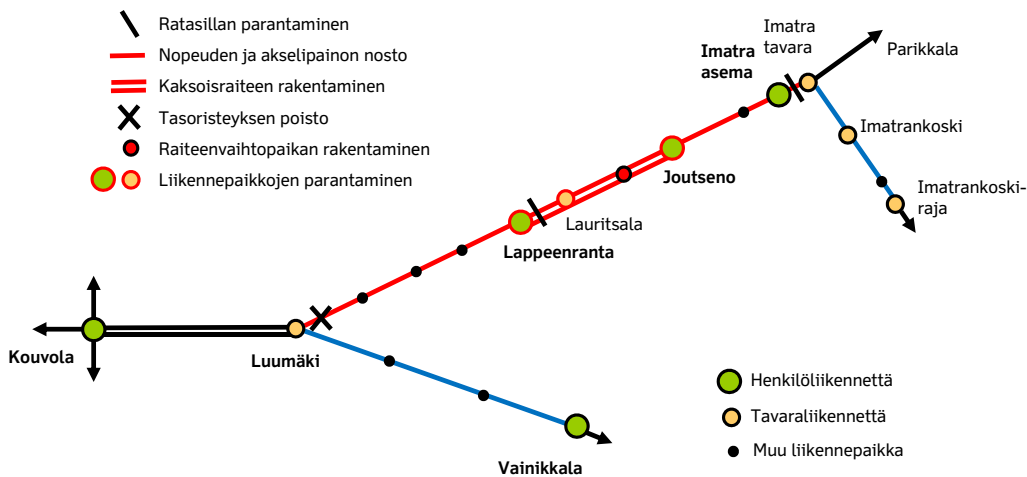 Ratasillan parantaminen
Nopeuden ja akselipainon nosto
Kaksoisraiteen rakentaminen
Tasoristeyksen poisto
Raiteenvaihtopaikan rakentaminen
Liikennepaikkojen parantaminen
Imatra
tavara
Imatra
asema
Parikkala
Imatrankoski
Imatrankoski-
raja
Joutseno
Lauritsala
Lappeenranta
Kouvola
Luumäki
Vainikkala
Henkilöliikennettä
Tavaraliikennettä
Muu liikennepaikka